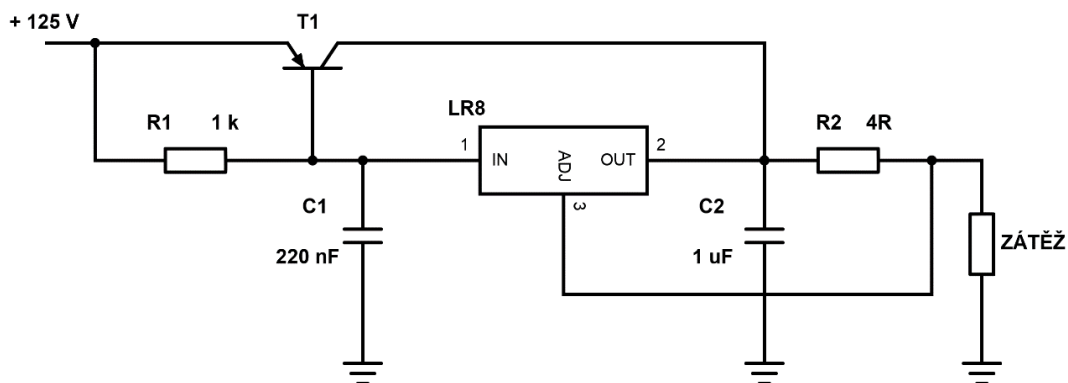 + 125 V
T1
LR8
R1 1 k
1
IN
ADJ
OUT
2
3
R2 4R
C1
220 nF
C2
1 uF
ZÁTĚŽ